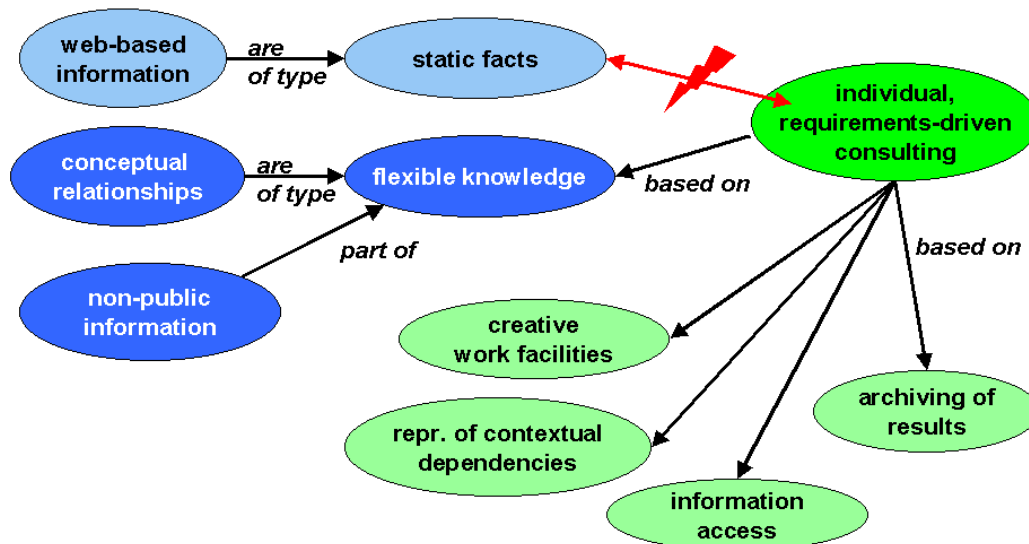 web-based
information
are
of type
static facts
individual,
requirements-driven
consulting
conceptual
relationships
are
of type
flexible knowledge
based on
part of
based on
non-public
information
creative
work facilities
archiving of
results
repr. of contextual
dependencies
information
access